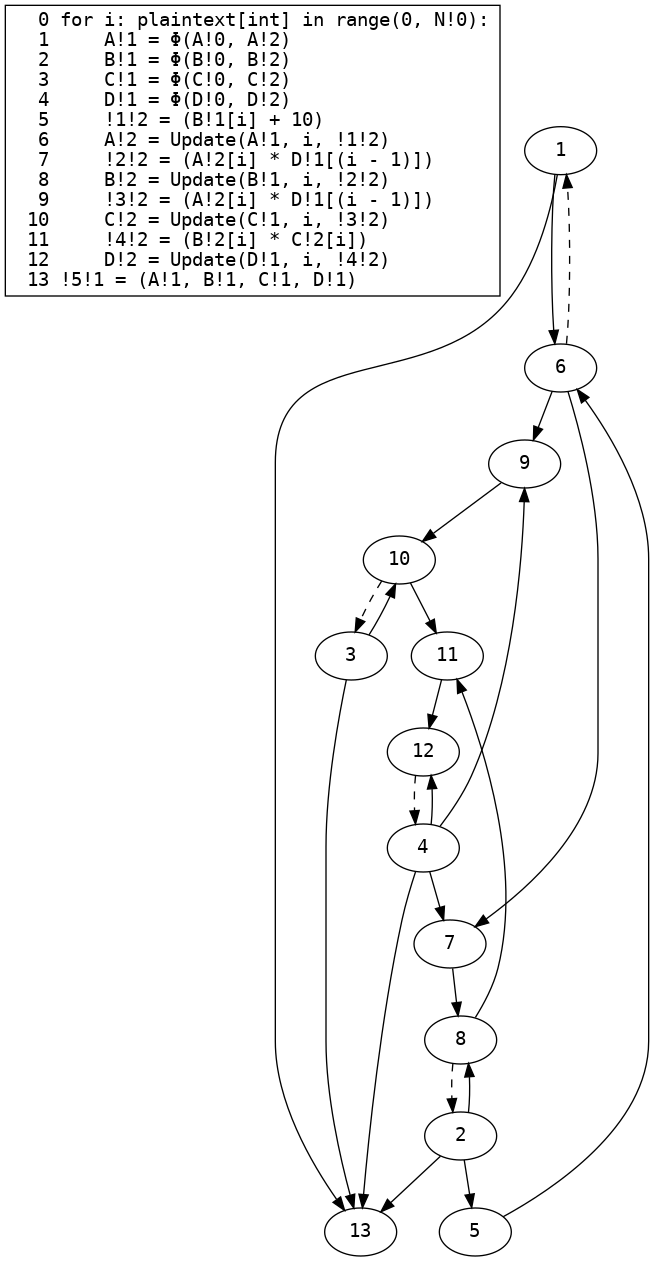 0 for i: plaintext[int] in range(0, N!0):
1     A!1 = Φ(A!0, A!2)
2     B!1 = Φ(B!0, B!2)
3     C!1 = Φ(C!0, C!2)
4     D!1 = Φ(D!0, D!2)
5     !1!2 = (B!1[i] + 10)
6     A!2 = Update(A!1, i, !1!2)
7     !2!2 = (A!2[i] * D!1[(i - 1)])
8     B!2 = Update(B!1, i, !2!2)
9     !3!2 = (A!2[i] * D!1[(i - 1)])
10     C!2 = Update(C!1, i, !3!2)
11     !4!2 = (B!2[i] * C!2[i])
12     D!2 = Update(D!1, i, !4!2)
13 !5!1 = (A!1, B!1, C!1, D!1)
1
6
9
10
3
11
12
4
7
8
2
13
5